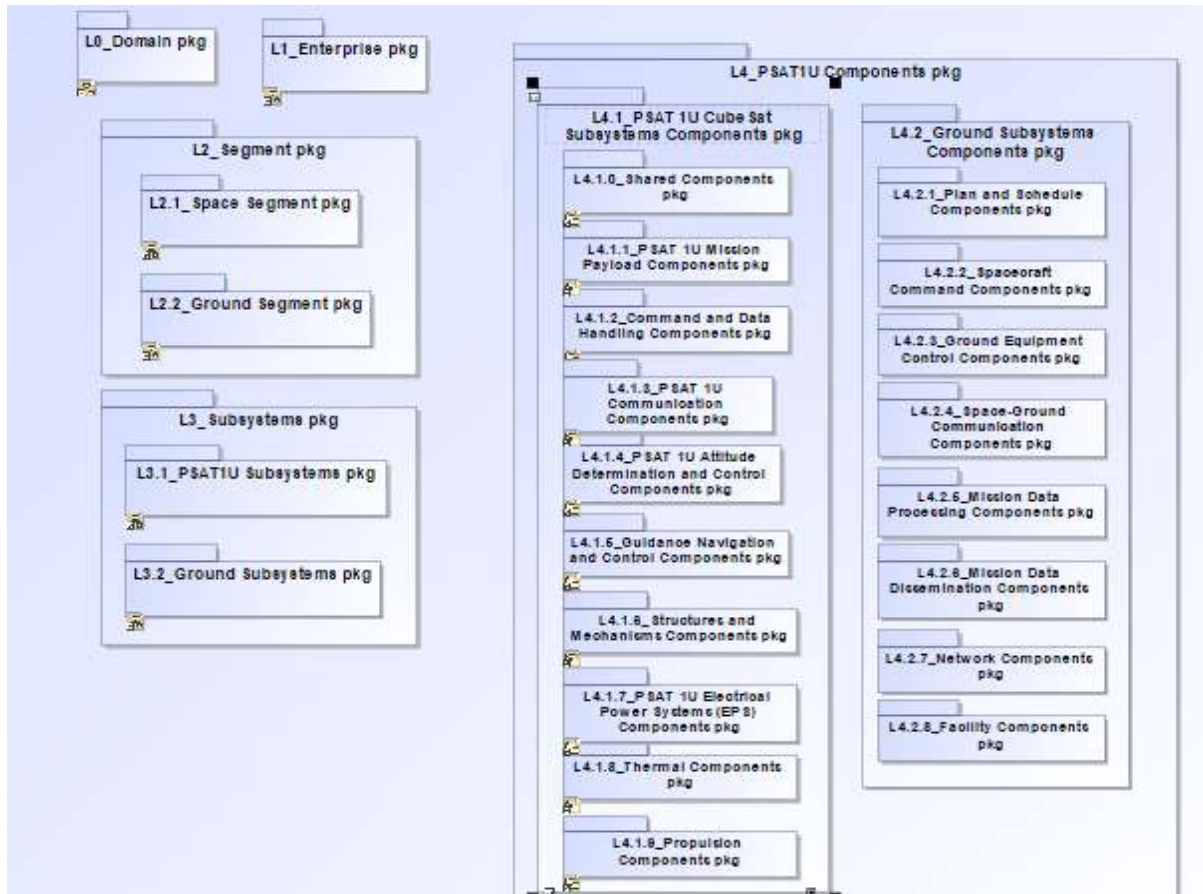 L0_Domain pkg
L1_Enterprise pkg
L2_Segment pkg
L2.1_Space Segment pkg
L2.2_Ground Segment pkg
L3_Subsystems pkg
L3.1_PSAT1U Subsystems pkg
L3.2_Ground Subsystems pkg
L4_PSAT1U Components pkg
L4.1_PSAT 1U CubeSat
Subsystems Components pkg
L4.1.0_Shared Components
pkg
L4.1.1_PSAT 1U Mission
Payload Components pkg
L4.1.2_Command and Data
Handling Components pkg
L4.1.3_PSAT 1U
Communication
Components pkg
L4.1.4_PSAT 1U Attitude
Determination and Control
Components pkg
L4.1.5_Guidance Navigation
and Control Components pkg
L4.1.6_Structures and
Mechanisms Components pkg
L4.1.7_PSAT 1U Electrical
Power Systems (EPS)
Components pkg
L4.1.8_Thermal Components
pkg
L4.1.9_Propulsion
Components pkg
L4.2_Ground Subsystems
Components pkg
L4.2.1_Plan and Schedule
Components pkg
L4.2.2_Spacecraft
Command Components pkg
L4.2.3_Ground Equipment
Control Components pkg
L4.2.4_Space-Ground
Communication
Components pkg
L4.2.5_Mission Data
Processing Components pkg
L4.2.6_Mission Data
Dissemination Components
pkg
L4.2.7_Network Components
pkg
L4.2.8_Facility Components
pkg